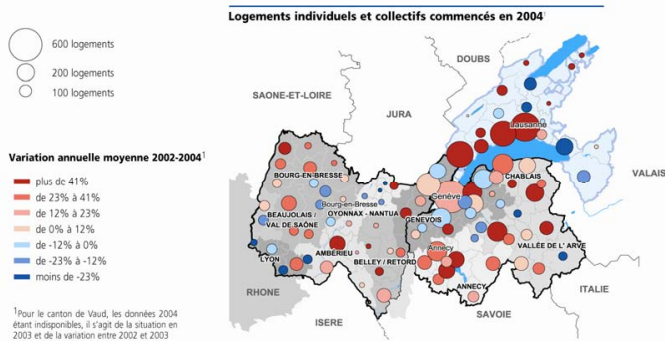 Logements individuels et collectifs commencés en 2004¹
600 logements
200 logements
100 logements
Variation annuelle moyenne 2002-2004¹
plus de 41%
de 23% à 41%
de 12% à 23%
de 0% à 12%
de -12% à 0%
de -23% à -12%
moins de -23%
¹Pour le canton de Vaud, les données 2004
étant indisponibles, il s'agit de la situation en
2003 et de la variation entre 2002 et 2003
DOUBS
SAONE-ET-LOIRE
JURA
Lausanne
VALAIS
BOURG-EN-BRESSE
CHABLAIS
Genève
Bourg-en-Bresse
BEAUJOLAIS /
VAL DE SAÔNE
OYONNAX - NANTUA
GENEVOIS
VALLÉE DE L' ARVE
Annecy
LYON
AMBÉRIEU
BELLEY / RETORD
ANNECY
RHONE
ITALIE
SAVOIE
ISERE